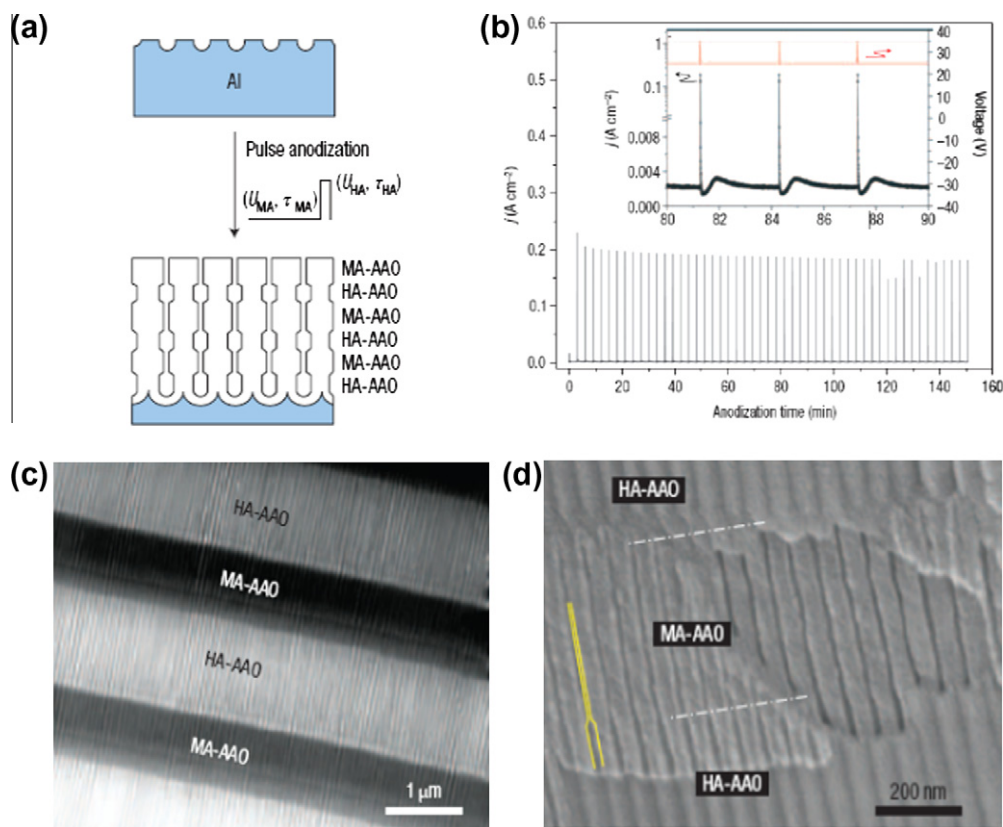 (a)
Al
Pulse anodization
(U_HA, τ_HA)
(U_MA, τ_MA)
MA-AAO
HA-AAO
MA-AAO
HA-AAO
MA-AAO
HA-AAO
(b)
0.6
0.5
0.4
0.3
0.2
0.1
0.0
j (A cm⁻²)
0 20 40 60 80 100 120 140 160
Anodization time (min)
1
0.1
0.008
0.004
0.002
0.000
j (A cm⁻²)
80 82 84 86 88 90
40
30
20
10
0
−10
−20
−30
−40
Voltage (V)
(c)
HA-AAO
MA-AAO
HA-AAO
MA-AAO
1 µm
(d)
HA-AAO
MA-AAO
HA-AAO
200 nm